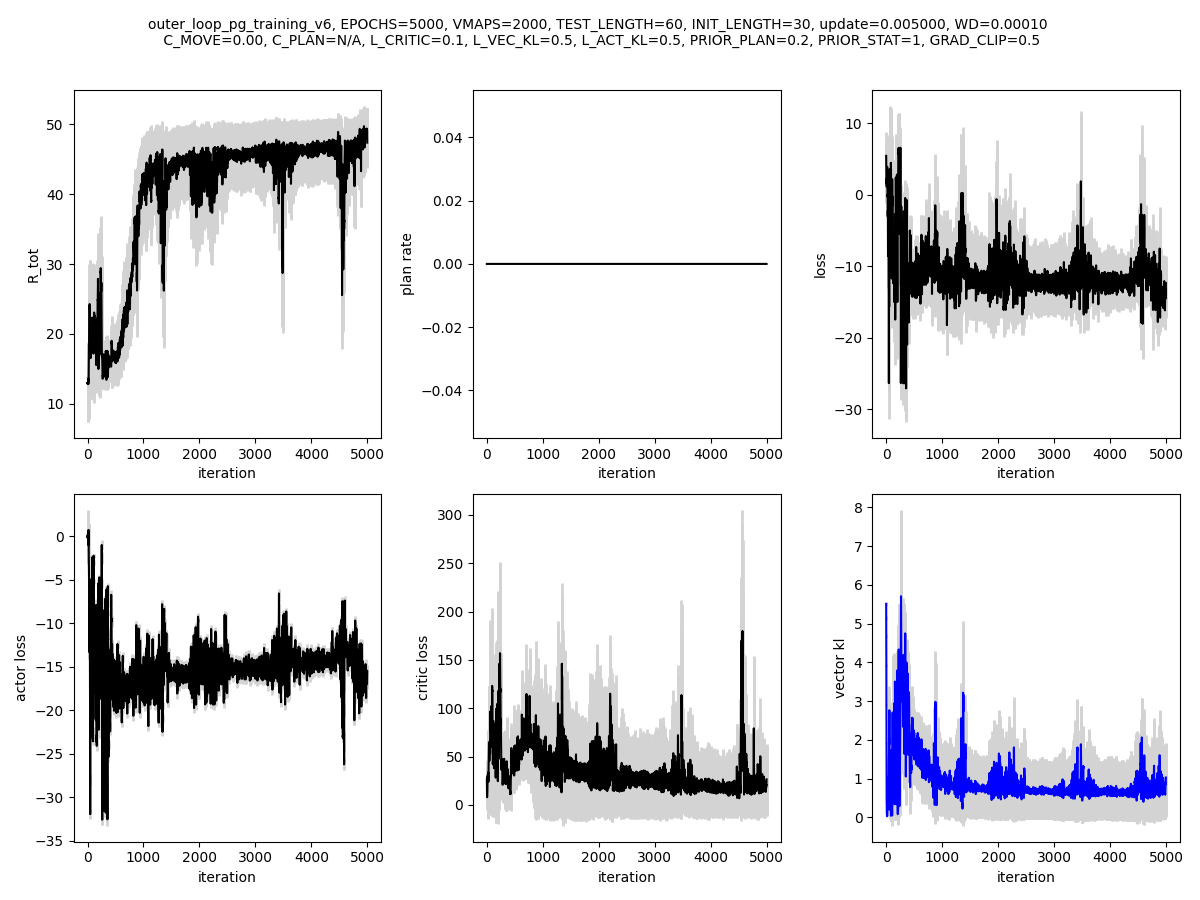 outer_loop_pg_training_v6, EPOCHS=5000, VMAPS=2000, TEST_LENGTH=60, INIT_LENGTH=30, update=0.005000, WD=0.00010
C_MOVE=0.00, C_PLAN=N/A, L_CRITIC=0.1, L_VEC_KL=0.5, L_ACT_KL=0.5, PRIOR_PLAN=0.2, PRIOR_STAT=1, GRAD_CLIP=0.5
R_tot
50
40
30
20
10
0 1000 2000 3000 4000 5000
iteration
plan rate
0.04
0.02
0.00
−0.02
−0.04
0 1000 2000 3000 4000 5000
iteration
loss
10
0
−10
−20
−30
0 1000 2000 3000 4000 5000
iteration
actor loss
0
−5
−10
−15
−20
−25
−30
−35
0 1000 2000 3000 4000 5000
iteration
critic loss
300
250
200
150
100
50
0
0 1000 2000 3000 4000 5000
iteration
vector kl
8
7
6
5
4
3
2
1
0
0 1000 2000 3000 4000 5000
iteration